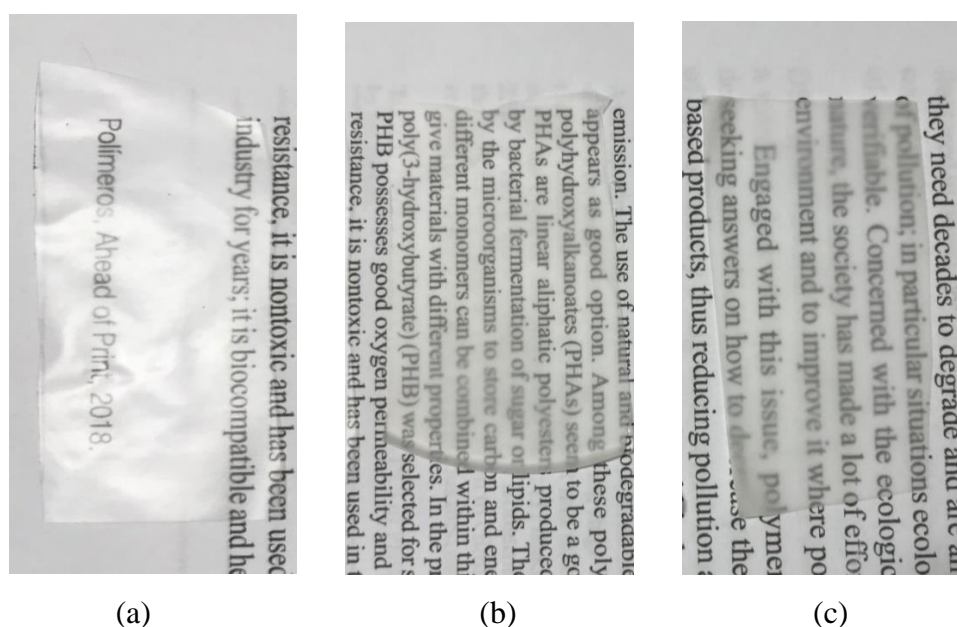 resistance, it is nontoxic and has been used
industry for years; it is biocompatible and he
Polímeros, Ahead of Print, 2018.
(a)
emission. The use of natural and biodegradable
appears as good option. Among these poly
polyhydroxyalkanoates (PHAs) seem to be a go
PHAs are linear aliphatic polyesters produced
by bacterial fermentation of sugar or lipids. The
by the microorganisms to store carbon and ene
different monomers can be combined within thi
give materials with different properties. In the pr
poly(3-hydroxybutyrate) (PHB) was selected for s
PHB possesses good oxygen permeability and
resistance, it is nontoxic and has been used in t
(b)
they need decades to degrade and are an
of pollution; in particular situations ecolo
verifiable. Concerned with the ecologic
nature, the society has made a lot of effo
environment and to improve it where po
Engaged with this issue, polymer
seeking answers on how to decrease the
based products, thus reducing pollution a
(c)